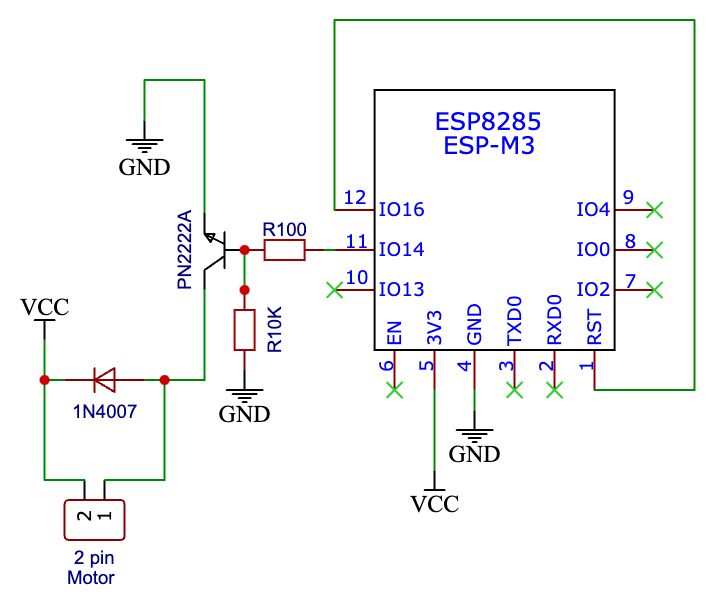 ESP8285
ESP-M3
GND
12
IO16
IO4
9
PN2222A
R100
11
IO14
IO0
8
10
IO13
IO2
7
VCC
R10K
EN
3V3
GND
TXD0
RXD0
RST
6
5
4
3
2
1
1N4007
GND
GND
VCC
2
1
2 pin
Motor